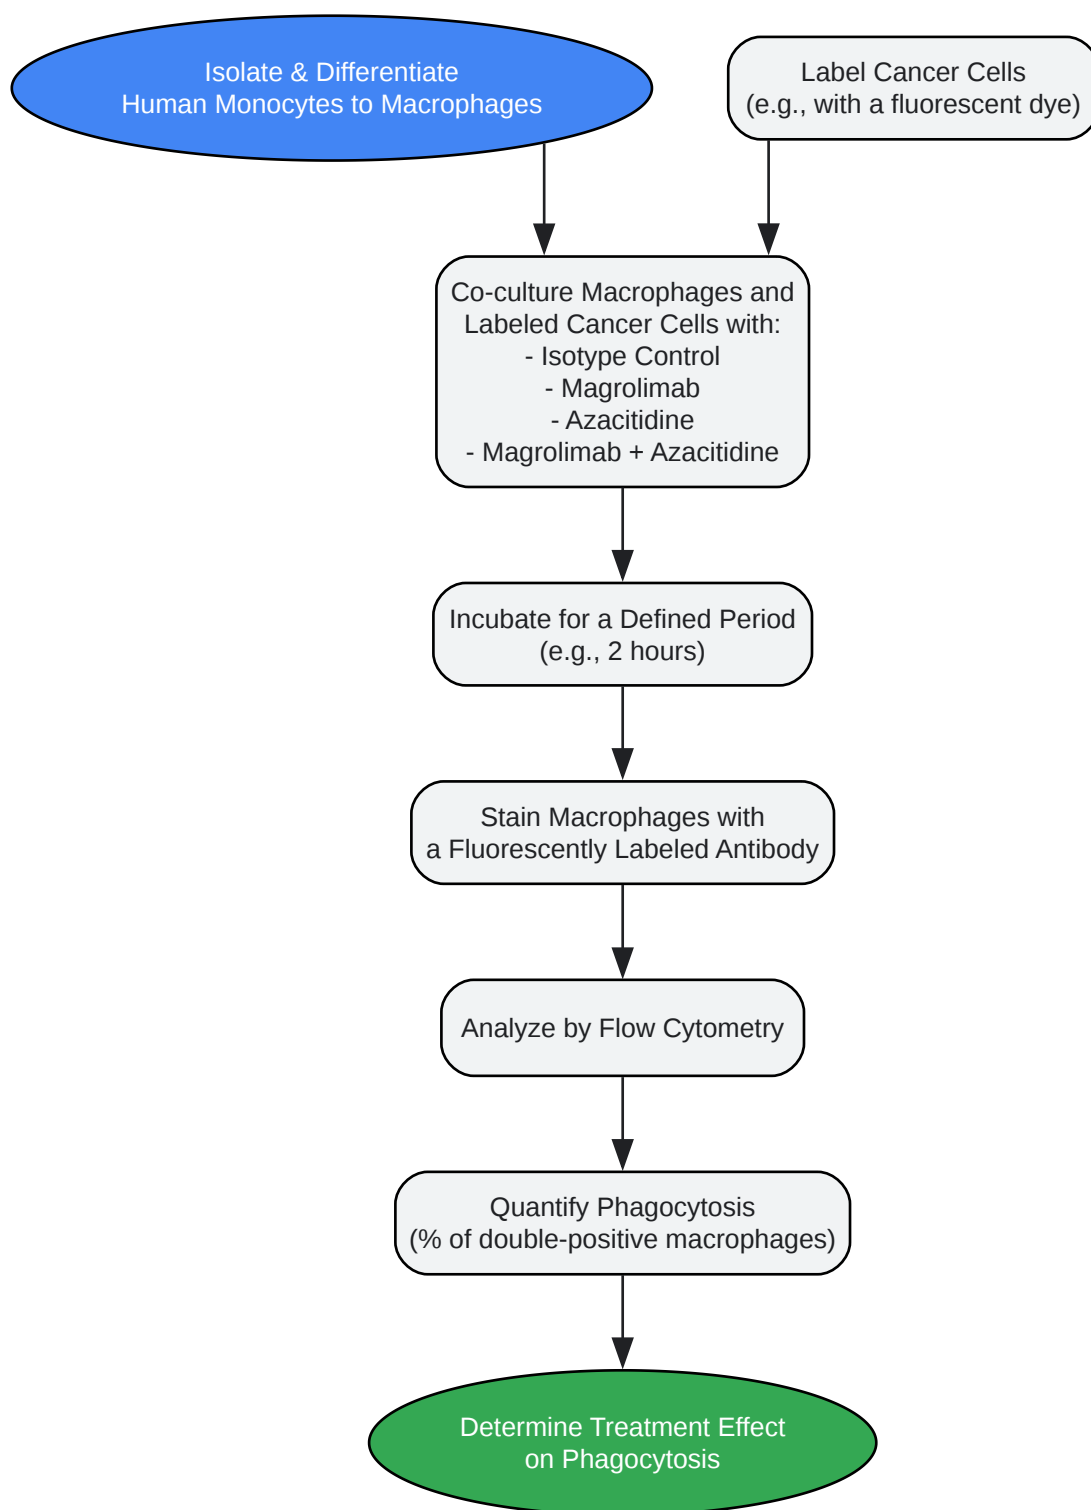 Isolate & Differentiate
Human Monocytes to Macrophages
Label Cancer Cells
(e.g., with a fluorescent dye)
Co-culture Macrophages and
Labeled Cancer Cells with:
- Isotype Control
- Magrolimab
- Azacitidine
- Magrolimab + Azacitidine
Incubate for a Defined Period
(e.g., 2 hours)
Stain Macrophages with
a Fluorescently Labeled Antibody
Analyze by Flow Cytometry
Quantify Phagocytosis
(% of double-positive macrophages)
Determine Treatment Effect
on Phagocytosis